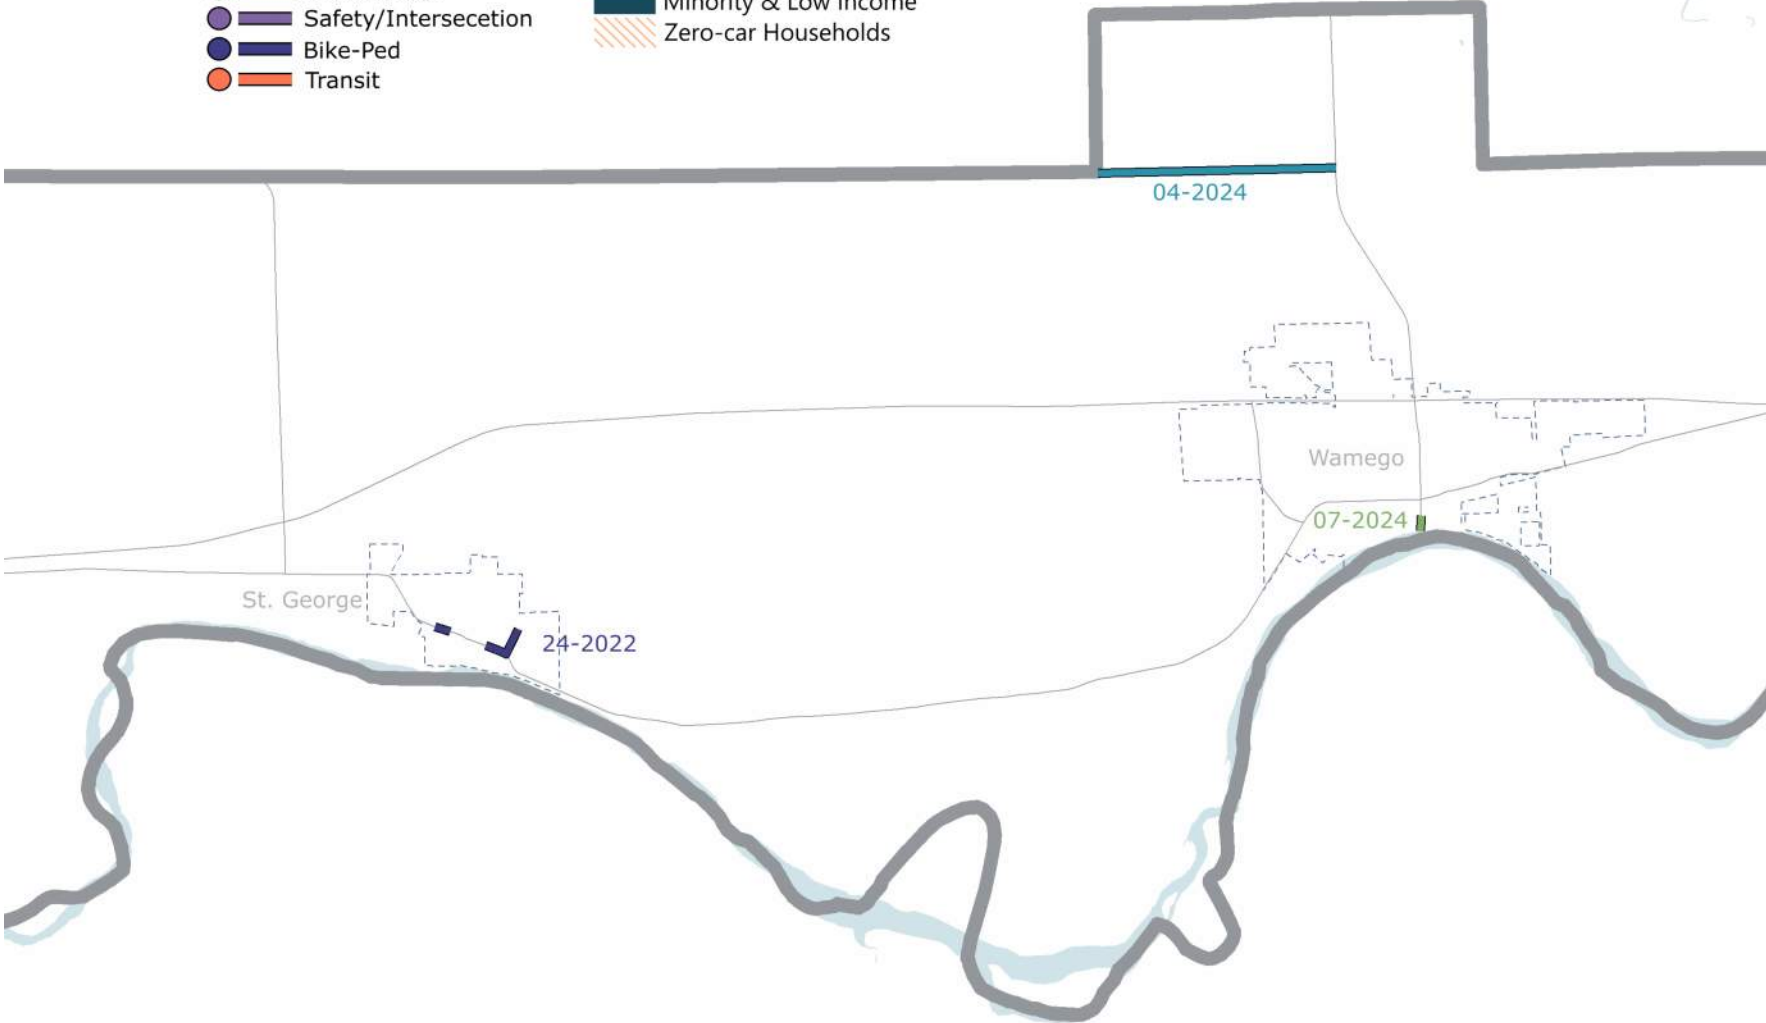 Safety/Intersecetion
Bike-Ped
Transit
Minority & Low Income
Zero-car Households
04-2024
Wamego
07-2024
St. George
24-2022